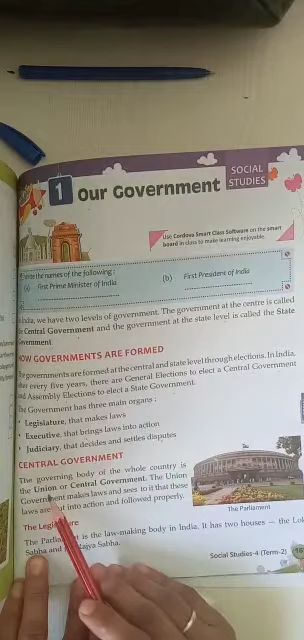 SOCIAL
STUDIES
1 Our Government
Use Cordova Smart Class Software on the smart
board in class to make learning enjoyable.
the names of the following :
(a) First Prime Minister of India
(b) First President of India
India, we have two levels of government. The government at the centre is called
Central Government and the government at the state level is called the State
Government
HOW GOVERNMENTS ARE FORMED
governments are formed at the central and state level through elections. In India,
after every five years, there are General Elections to elect a Central Government
and Assembly Elections to elect a State Government.
The Government has three main organs :
• Legislature, that makes laws
• Executive, that brings laws into action
• Judiciary, that decides and settles disputes
CENTRAL GOVERNMENT
The governing body of the whole country is
the Union or Central Government. The Union
Government makes laws and sees to it that these
laws are put into action and followed properly.
The Parliament
The Legislature
The Parliament is the law-making body in India. It has two houses — the Lok
Sabha and Rajya Sabha.
Social Studies-4 (Term-2)